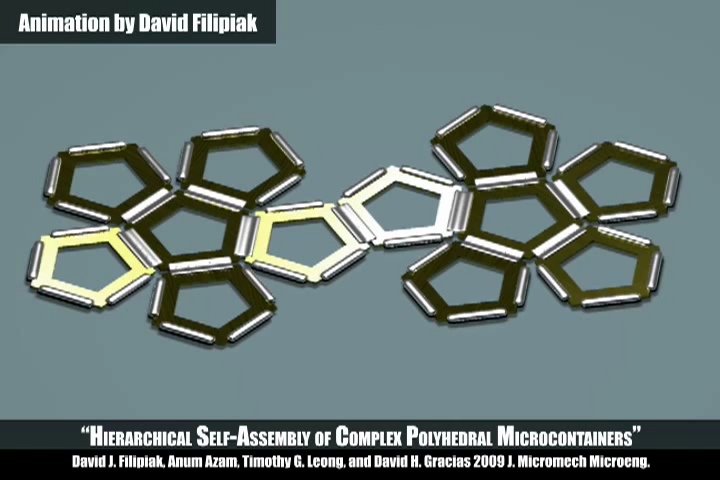 Animation by David Filipiak
“Hierarchical Self-Assembly of Complex Polyhedral Microcontainers”
David J. Filipiak, Anum Azam, Timothy G. Leong, and David H. Gracias 2009 J. Micromech Microeng.